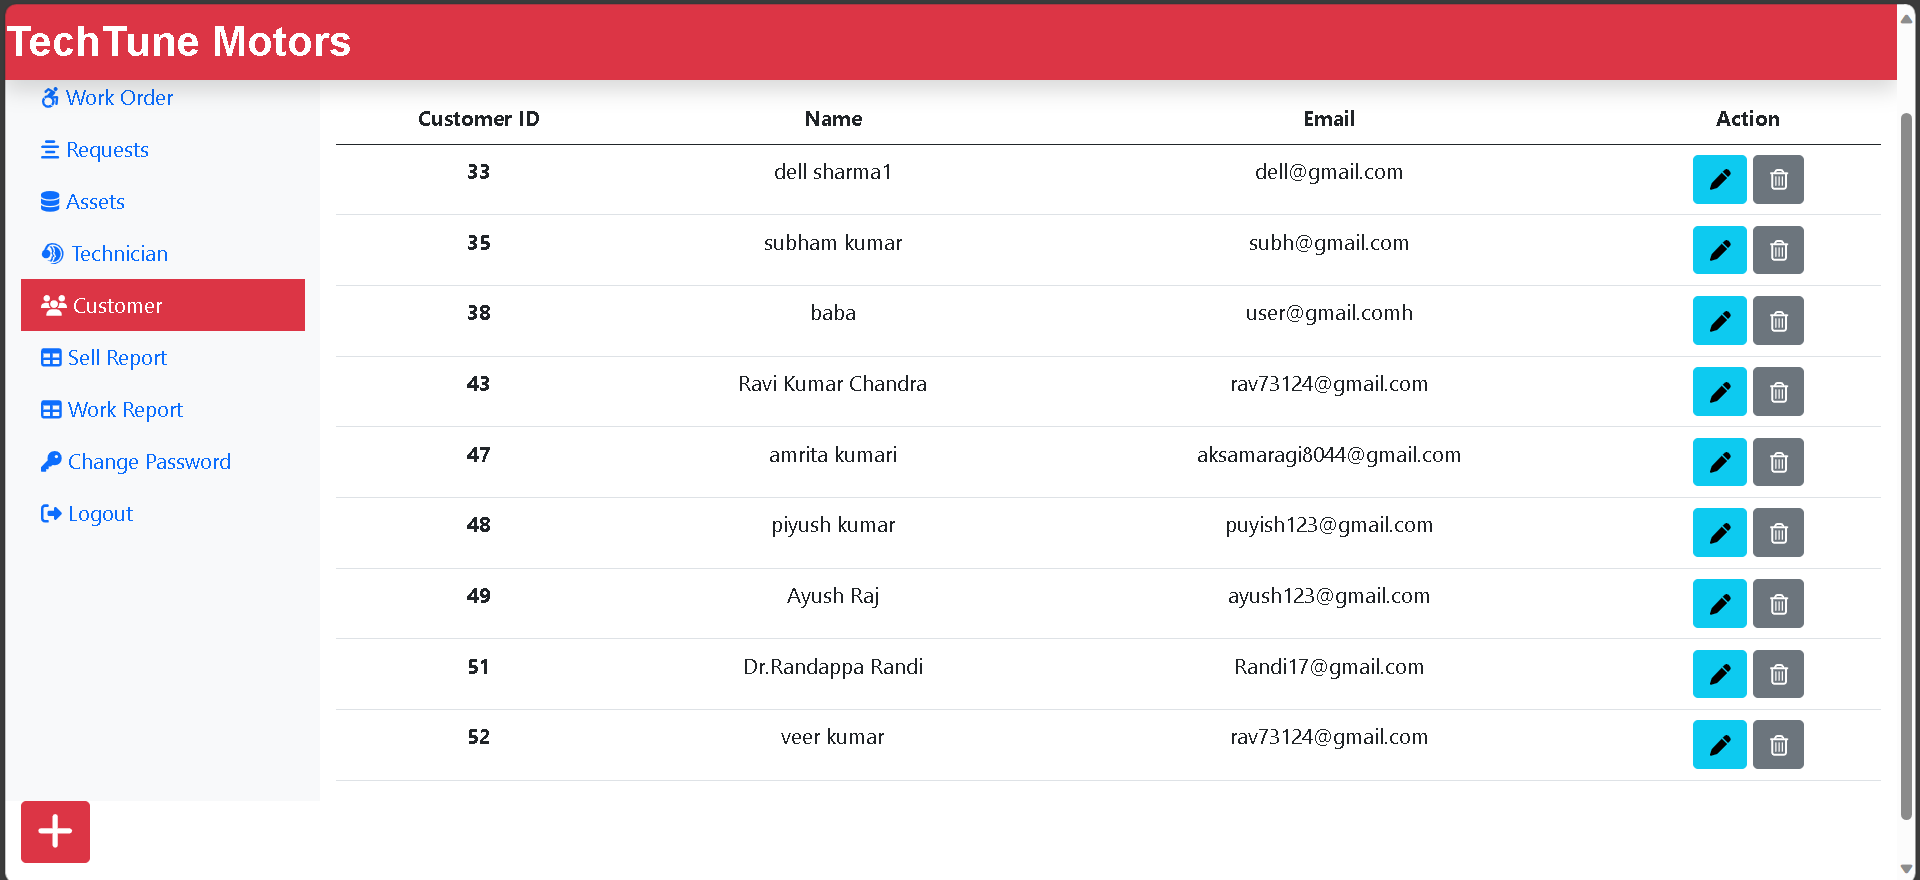 TechTune Motors
Work Order
Requests
Assets
Technician
Customer
Sell Report
Work Report
Change Password
Logout
Customer ID Name Email Action
33 dell sharma1 dell@gmail.com
35 subham kumar subh@gmail.com
38 baba user@gmail.comh
43 Ravi Kumar Chandra rav73124@gmail.com
47 amrita kumari aksamaragi8044@gmail.com
48 piyush kumar puyish123@gmail.com
49 Ayush Raj ayush123@gmail.com
51 Dr.Randappa Randi Randi17@gmail.com
52 veer kumar rav73124@gmail.com